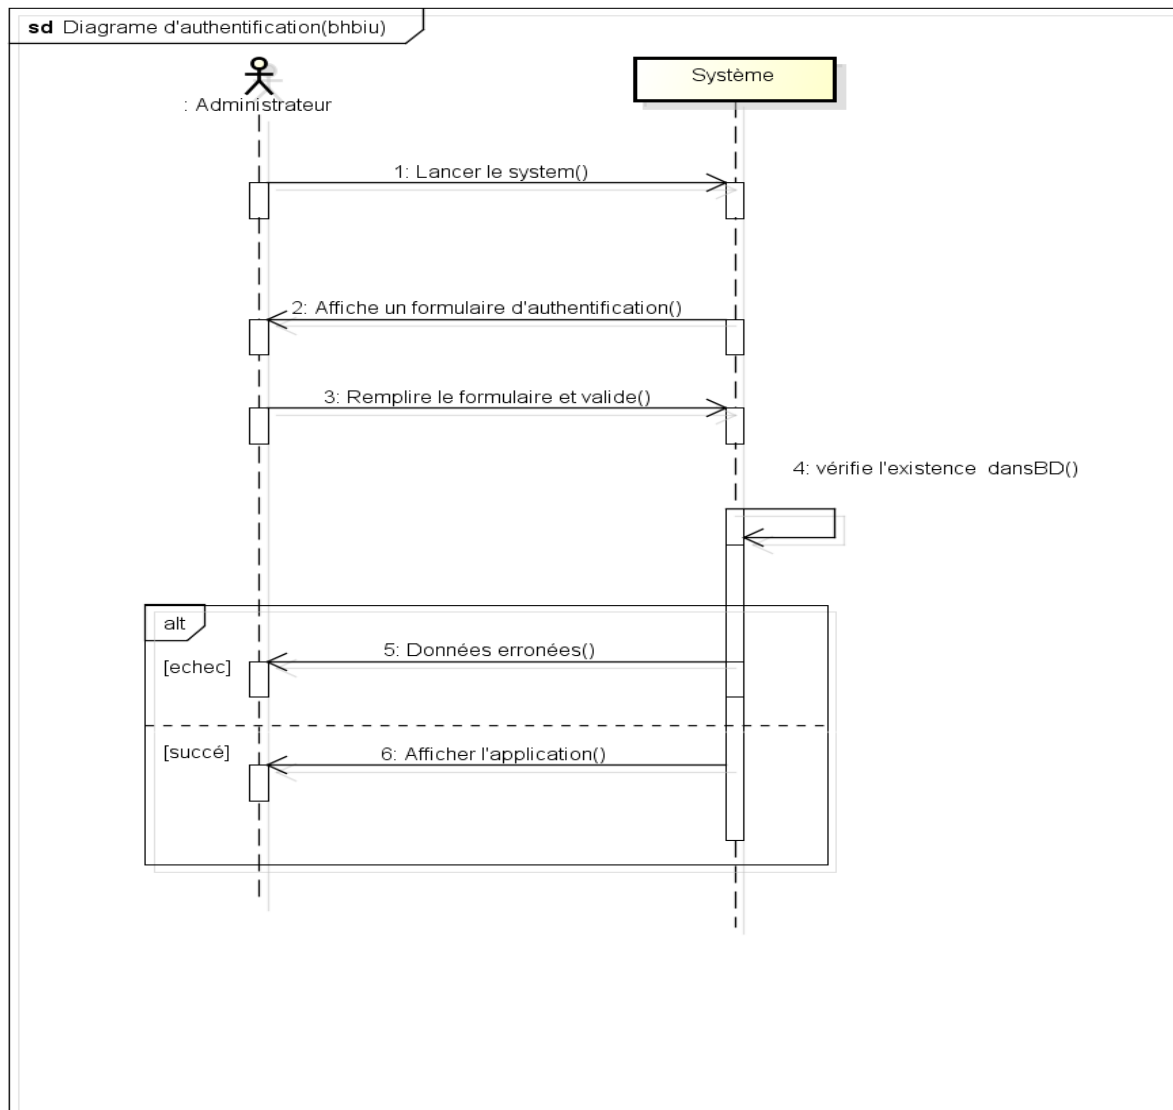 sd Diagrame d'authentification(bhbiu)
Système
: Administrateur
1: Lancer le system()
2: Affiche un formulaire d'authentification()
3: Remplire le formulaire et valide()
4: vérifie l'existence dansBD()
alt
5: Données erronées()
[echec]
[succé]
6: Afficher l'application()